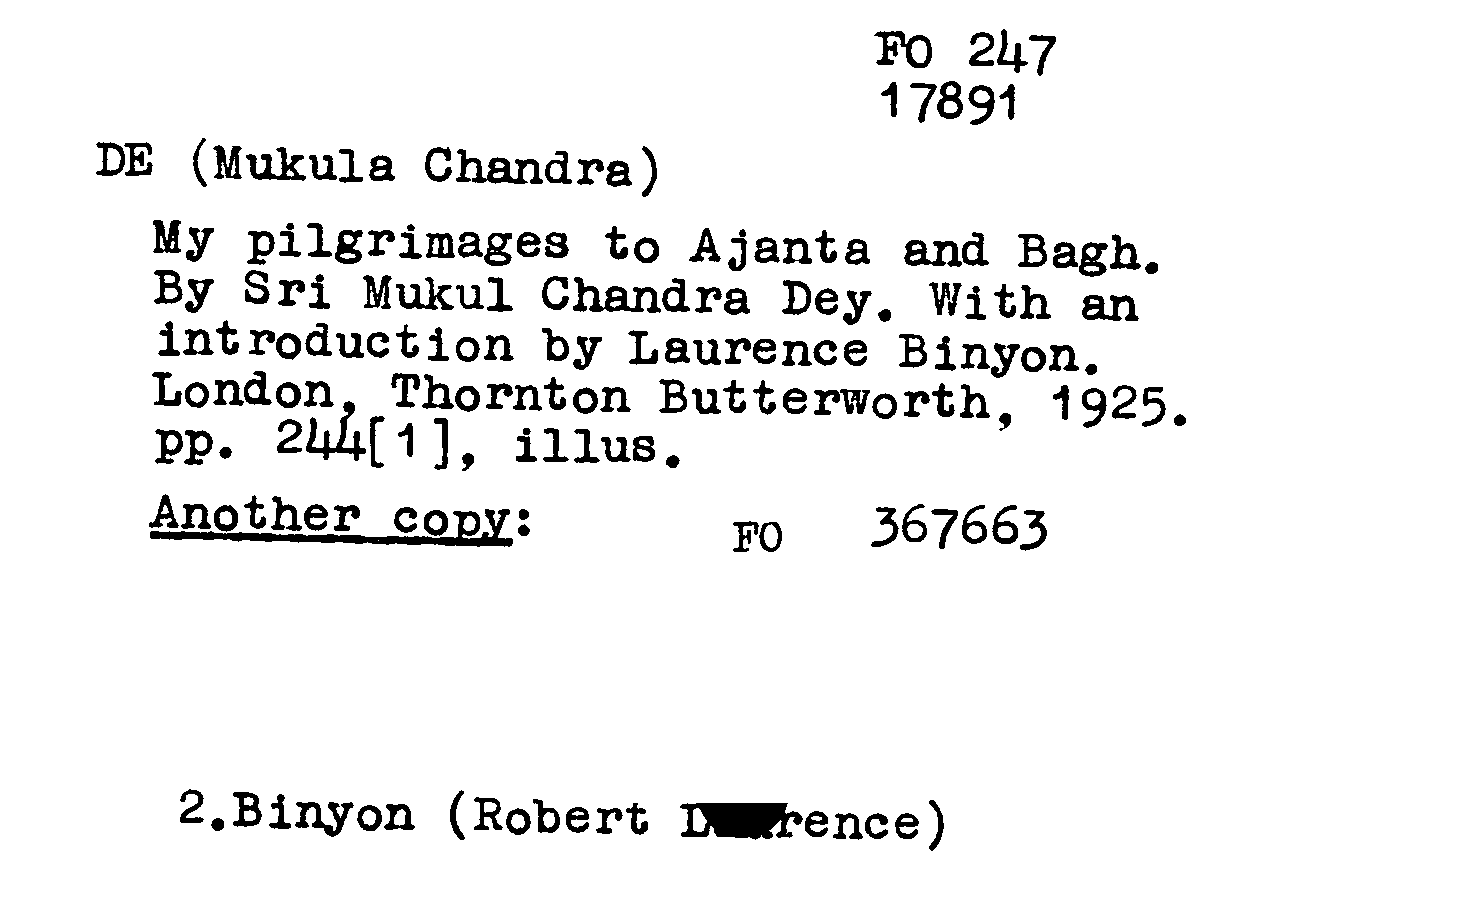 FO 247
17891
DE (Mukula Chandra)
My pilgrimages to Ajanta and Bagh.
By Sri Mukul Chandra Dey. With an
introduction by Laurence Binyon.
London, Thornton Butterworth, 1925.
pp. 244[1], illus.
Another copy: FO 367663
2.Binyon (Robert